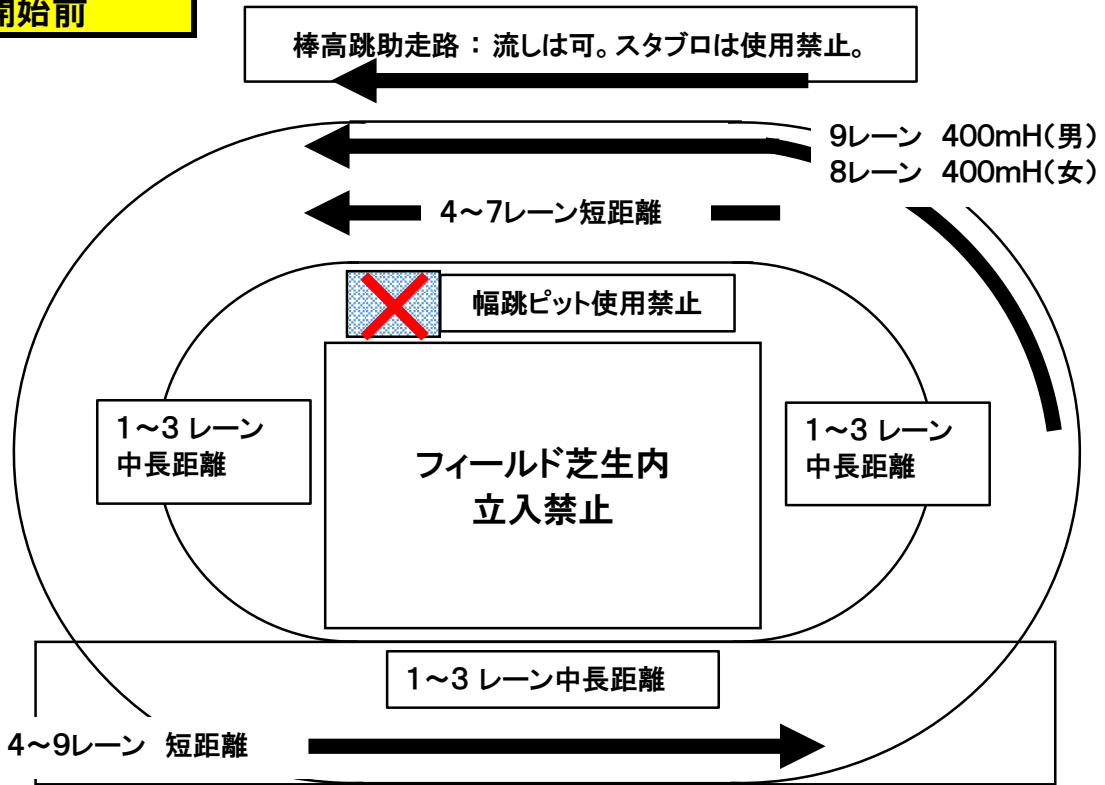 開始前
棒高跳助走路 : 流しは可。スタブロは使用禁止。
9レーン 400mH(男)
8レーン 400mH(女)
4~7レーン短距離
幅跳ピット使用禁止
1~3 レーン
中長距離
フィールド芝生内
立入禁止
1~3 レーン
中長距離
1~3 レーン中長距離
4~9レーン 短距離